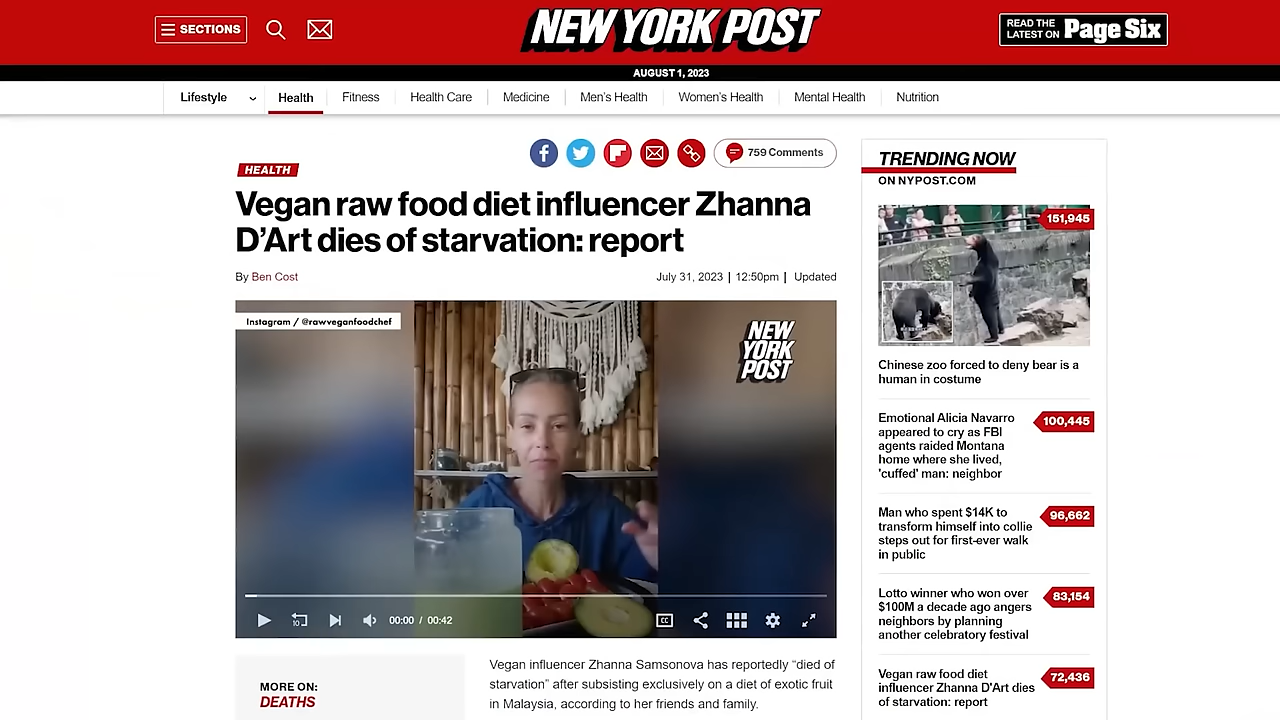 SECTIONS
NEW YORK POST
READ THE
LATEST ON
Page Six
AUGUST 1, 2023
Lifestyle
Health
Fitness
Health Care
Medicine
Men's Health
Women's Health
Mental Health
Nutrition
759 Comments
HEALTH
Vegan raw food diet influencer Zhanna
D'Art dies of starvation: report
By Ben Cost
July 31, 2023 | 12:50pm | Updated
Instagram / @rawveganfoodchef
NEW
YORK
POST
10
00:00 / 00:42
CC
MORE ON:
DEATHS
Vegan influencer Zhanna Samsonova has reportedly “died of
starvation” after subsisting exclusively on a diet of exotic fruit
in Malaysia, according to her friends and family.
TRENDING NOW
ON NYPOST.COM
151,945
Chinese zoo forced to deny bear is a
human in costume
Emotional Alicia Navarro
appeared to cry as FBI
agents raided Montana
home where she lived,
'cuffed' man: neighbor
100,445
Man who spent $14K to
transform himself into collie
steps out for first-ever walk
in public
96,662
Lotto winner who won over
$100M a decade ago angers
neighbors by planning
another celebratory festival
83,154
Vegan raw food diet
influencer Zhanna D'Art dies
of starvation: report
72,436